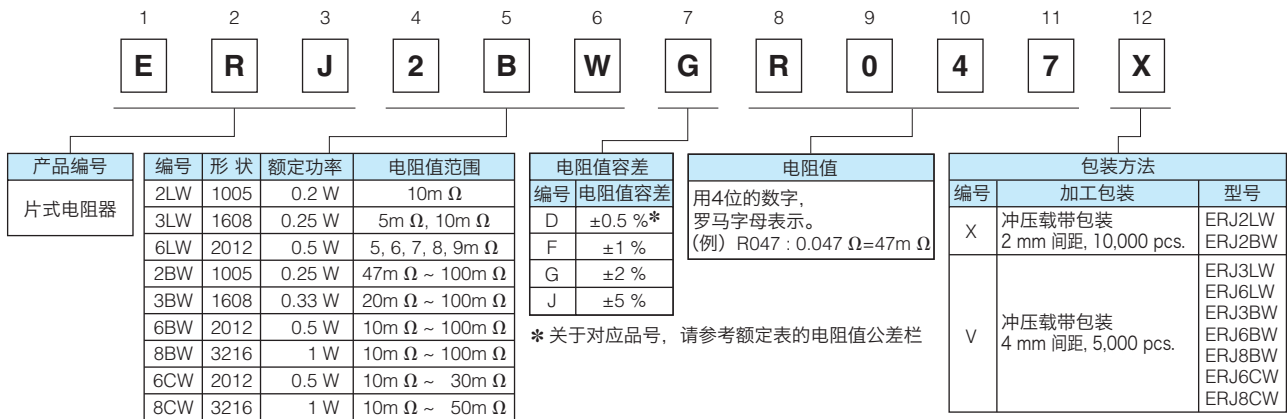 1 2 3 4 5 6 7 8 9 10 11 12
E R J 2 B W G R 0 4 7 X
产品编号
片式电阻器
编号 形 状 额定功率 电阻值范围
2LW 1005 0.2 W 10m Ω
3LW 1608 0.25 W 5m Ω, 10m Ω
6LW 2012 0.5 W 5, 6, 7, 8, 9m Ω
2BW 1005 0.25 W 47m Ω ~ 100m Ω
3BW 1608 0.33 W 20m Ω ~ 100m Ω
6BW 2012 0.5 W 10m Ω ~ 100m Ω
8BW 3216 1 W 10m Ω ~ 100m Ω
6CW 2012 0.5 W 10m Ω ~ 30m Ω
8CW 3216 1 W 10m Ω ~ 50m Ω
电阻值容差
编号 电阻值容差
D ±0.5 %*
F ±1 %
G ±2 %
J ±5 %
* 关于对应品号，请参考额定表的电阻值公差栏
电阻值
用4位的数字，
罗马字母表示。
(例) R047 : 0.047 Ω=47m Ω
包装方法
编号 加工包装 型号
X 冲压载带包装 2 mm 间距, 10,000 pcs.
ERJ2LW
ERJ2BW
V 冲压载带包装 4 mm 间距, 5,000 pcs.
ERJ3LW
ERJ6LW
ERJ3BW
ERJ6BW
ERJ8BW
ERJ6CW
ERJ8CW